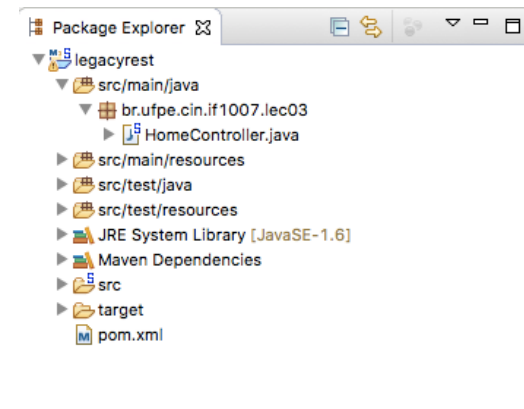 Package Explorer
legacyrest
src/main/java
br.ufpe.cin.if1007.lec03
HomeController.java
src/main/resources
src/test/java
src/test/resources
JRE System Library [JavaSE-1.6]
Maven Dependencies
src
target
pom.xml